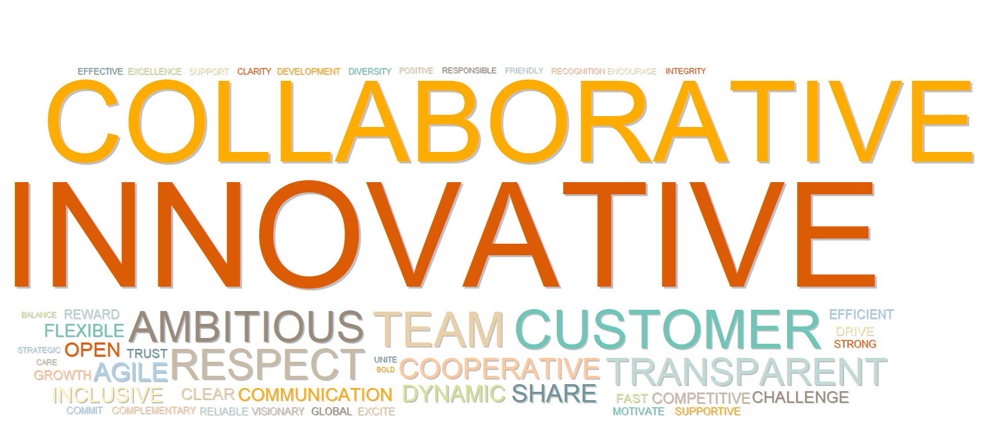 EFFECTIVE EXCELLENCE SUPPORT CLARITY DEVELOPMENT DIVERSITY POSITIVE RESPONSIBLE FRIENDLY RECOGNITION ENCOURAGE INTEGRITY
COLLABORATIVE
INNOVATIVE
BALANCE REWARD AMBITIOUS TEAM CUSTOMER EFFICIENT
FLEXIBLE DRIVE
STRATEGIC OPEN TRUST RESPECT UNITE STRONG
CARE BOLD COOPERATIVE TRANSPARENT
GROWTH AGILE
INCLUSIVE CLEAR COMMUNICATION DYNAMIC SHARE FAST COMPETITIVE CHALLENGE
COMMIT COMPLEMENTARY RELIABLE VISIONARY GLOBAL EXCITE MOTIVATE SUPPORTIVE